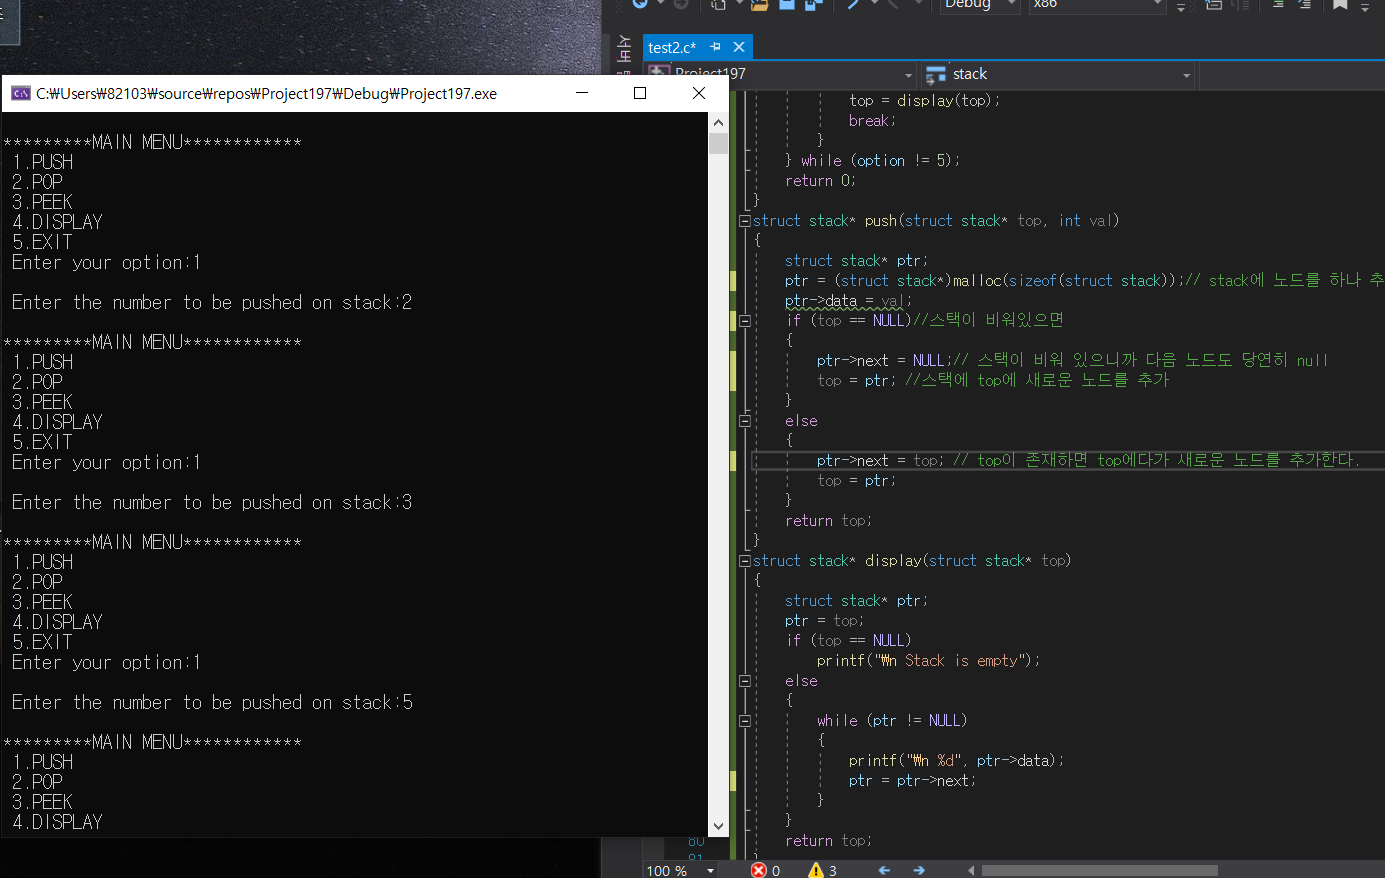 Debug
x86
test2.c*
Project197
stack
C:₩Users₩82103₩source₩repos₩Project197₩Debug₩Project197.exe
*********MAIN MENU************
1.PUSH
2.POP
3.PEEK
4.DISPLAY
5.EXIT
Enter your option:1
Enter the number to be pushed on stack:2
*********MAIN MENU************
1.PUSH
2.POP
3.PEEK
4.DISPLAY
5.EXIT
Enter your option:1
Enter the number to be pushed on stack:3
*********MAIN MENU************
1.PUSH
2.POP
3.PEEK
4.DISPLAY
5.EXIT
Enter your option:1
Enter the number to be pushed on stack:5
*********MAIN MENU************
1.PUSH
2.POP
3.PEEK
4.DISPLAY
top = display(top);
break;
}
} while (option != 5);
return 0;
}
struct stack* push(struct stack* top, int val)
{
struct stack* ptr;
ptr = (struct stack*)malloc(sizeof(struct stack));// stack에 노드를 하나 추
ptr->data = val;
if (top == NULL)//스택이 비워있으면
{
ptr->next = NULL;// 스택이 비워 있으니까 다음 노드도 당연히 null
top = ptr; //스택에 top에 새로운 노드를 추가
}
else
{
ptr->next = top; // top이 존재하면 top에다가 새로운 노드를 추가한다.
top = ptr;
}
return top;
}
struct stack* display(struct stack* top)
{
struct stack* ptr;
ptr = top;
if (top == NULL)
printf("₩n Stack is empty");
else
{
while (ptr != NULL)
{
printf("₩n %d", ptr->data);
ptr = ptr->next;
}
}
80 return top;
81
100 % 0 3